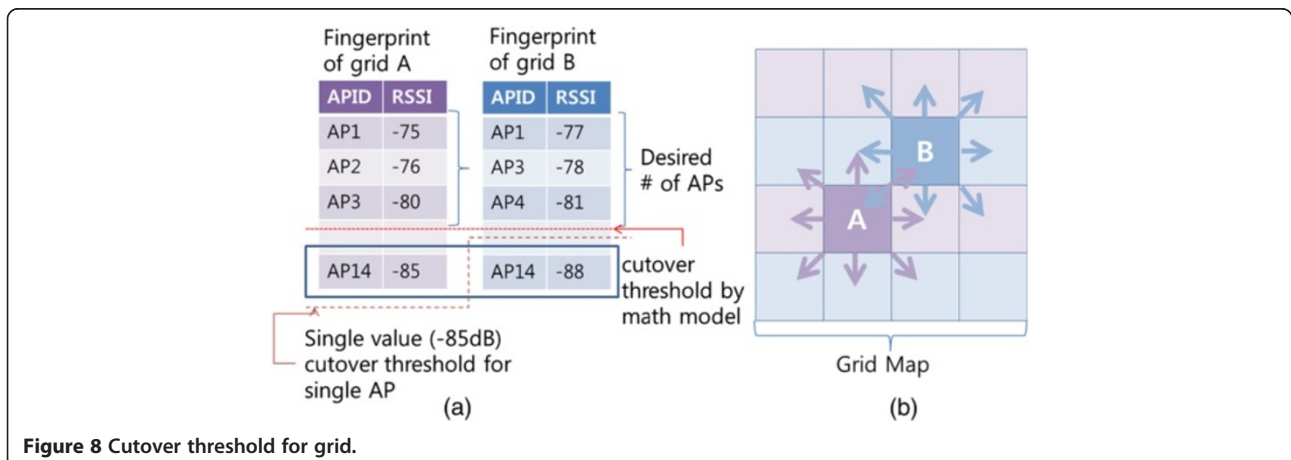 Fingerprint
of grid A
Fingerprint
of grid B
APID RSSI
AP1 -75
AP2 -76
AP3 -80
AP14 -85
APID RSSI
AP1 -77
AP3 -78
AP4 -81
AP14 -88
Desired
# of APs
cutover
threshold by
math model
Single value (-85dB)
cutover threshold for
single AP
(a)
B
A
Grid Map
(b)
Figure 8 Cutover threshold for grid.